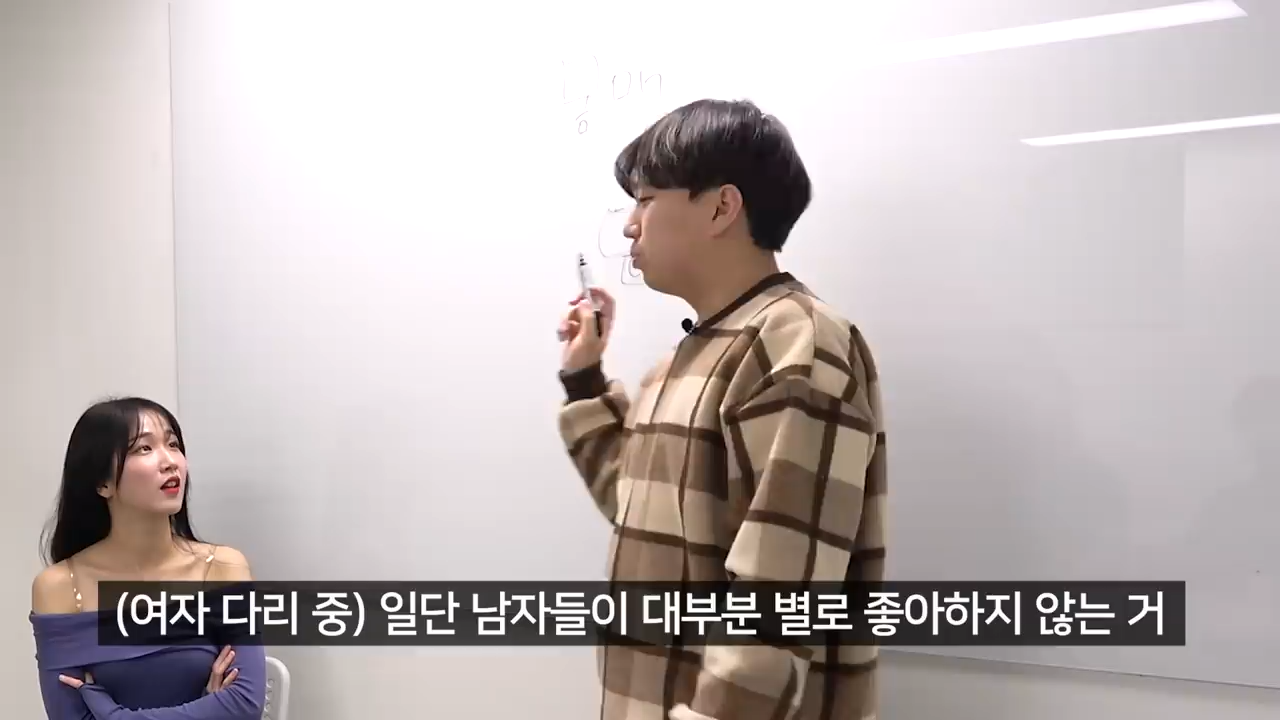 (여자 다리 중) 일단 남자들이 대부분 별로 좋아하지 않는 거